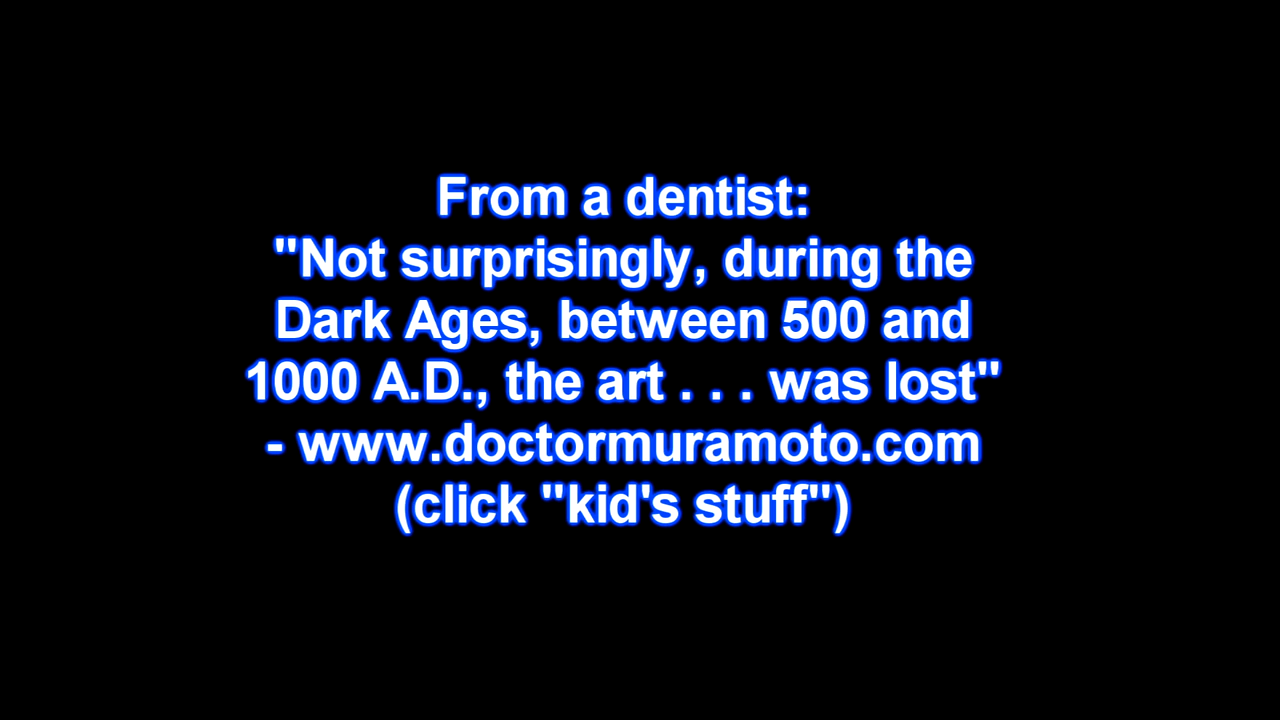 From a dentist:
"Not surprisingly, during the
Dark Ages, between 500 and
1000 A.D., the art . . . was lost"
- www.doctormuramoto.com
(click "kid's stuff")